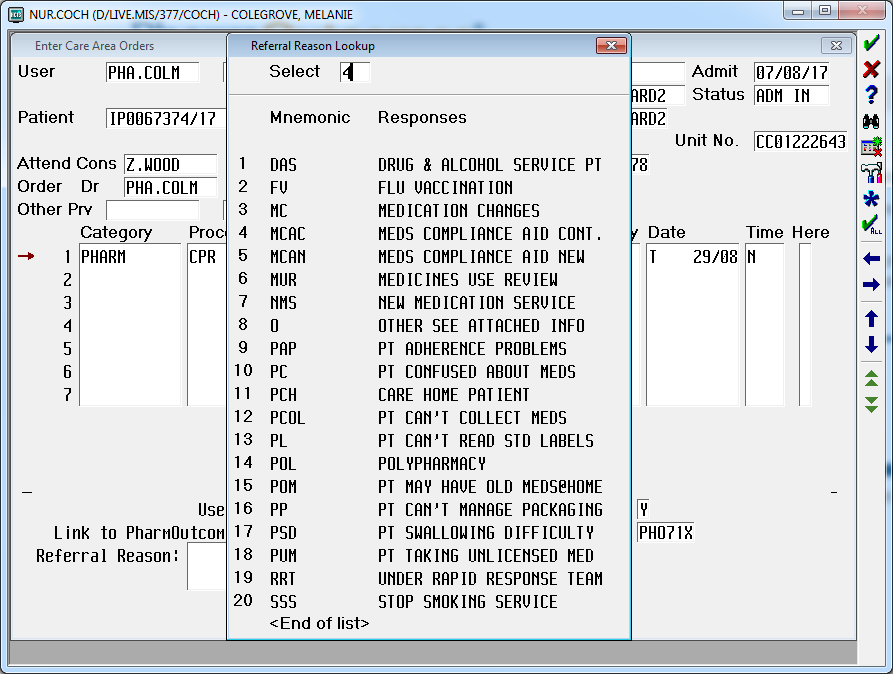 NUR.COCH (D/LIVE.MIS/377/COCH) - COLEGROVE, MELANIE
Enter Care Area Orders
Referral Reason Lookup
User PHA.COLM
Select 4
Admit 07/08/17
ARD2 Status ADM IN
Patient IP0067374/17
Mnemonic Responses
ARD2
Unit No. CC01222643
Attend Cons Z.WOOD
78
Order Dr PHA.COLM
Other Prv
Category Proc
y Date Time Here
1 PHARM CPR
T 29/08 N
2
3
4
5
6
7
1 DAS DRUG & ALCOHOL SERVICE PT
2 FV FLU VACCINATION
3 MC MEDICATION CHANGES
4 MCAC MEDS COMPLIANCE AID CONT.
5 MCAN MEDS COMPLIANCE AID NEW
6 MUR MEDICINES USE REVIEW
7 NMS NEW MEDICATION SERVICE
8 O OTHER SEE ATTACHED INFO
9 PAP PT ADHERENCE PROBLEMS
10 PC PT CONFUSED ABOUT MEDS
11 PCH CARE HOME PATIENT
12 PCOL PT CAN'T COLLECT MEDS
13 PL PT CAN'T READ STD LABELS
14 POL POLYPHARMACY
15 POM PT MAY HAVE OLD MEDS@HOME
16 PP PT CAN'T MANAGE PACKAGING
17 PSD PT SWALLOWING DIFFICULTY
18 PUM PT TAKING UNLICENSED MED
19 RRT UNDER RAPID RESPONSE TEAM
20 SSS STOP SMOKING SERVICE
<End of list>
Use
Y
Link to PharmOutcom
PH071X
Referral Reason:
ALL